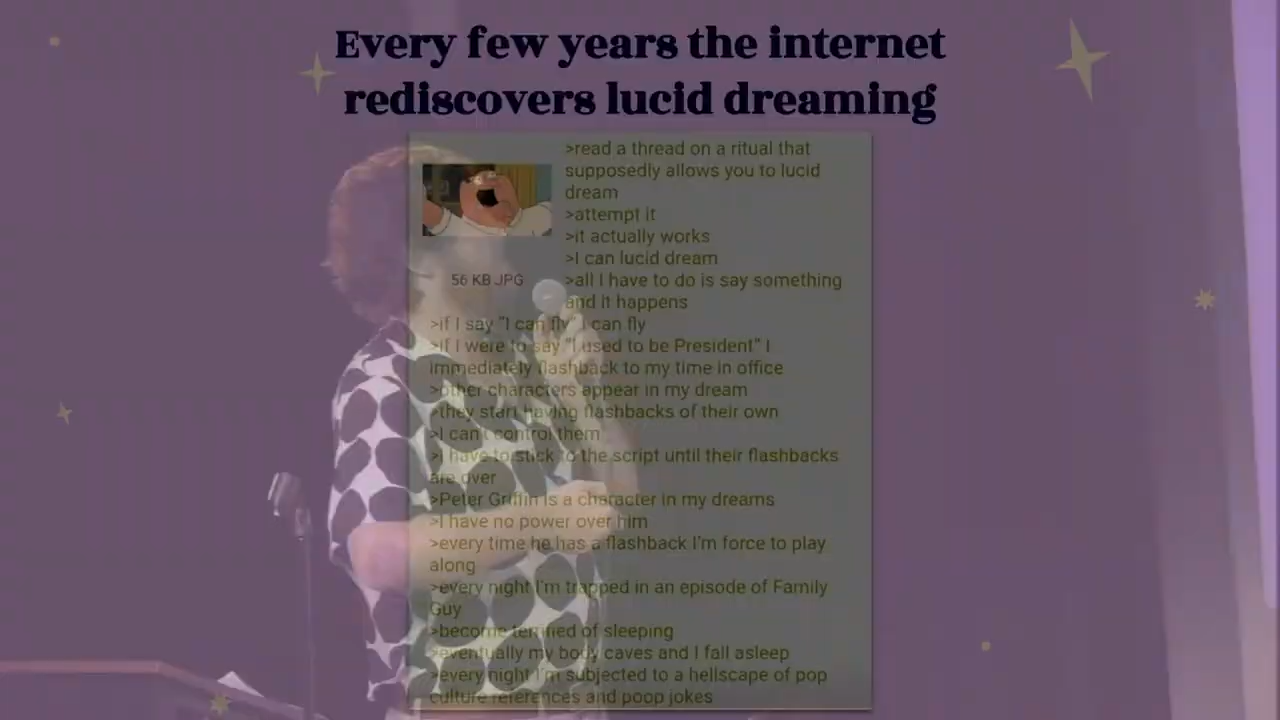 Every few years the internet
rediscovers lucid dreaming
>read a thread on a ritual that
supposedly allows you to lucid
dream
>attempt it
>it actually works
>I can lucid dream
56 KB JPG
>all I have to do is say something
and it happens
>if I say "I can fly" I can fly
>if I were to say "I used to be President" I
immediately flashback to my time in office
>other characters appear in my dream
>they start having flashbacks of their own
>I can't control them
>I have to stick to the script until their flashbacks
are over
>Peter Griffin is a character in my dreams
>I have no power over him
>every time he has a flashback I'm force to play
along
>every night I'm trapped in an episode of Family
Guy
>become terrified of sleeping
>eventually my body caves and I fall asleep
>every night I'm subjected to a hellscape of pop
culture references and poop jokes